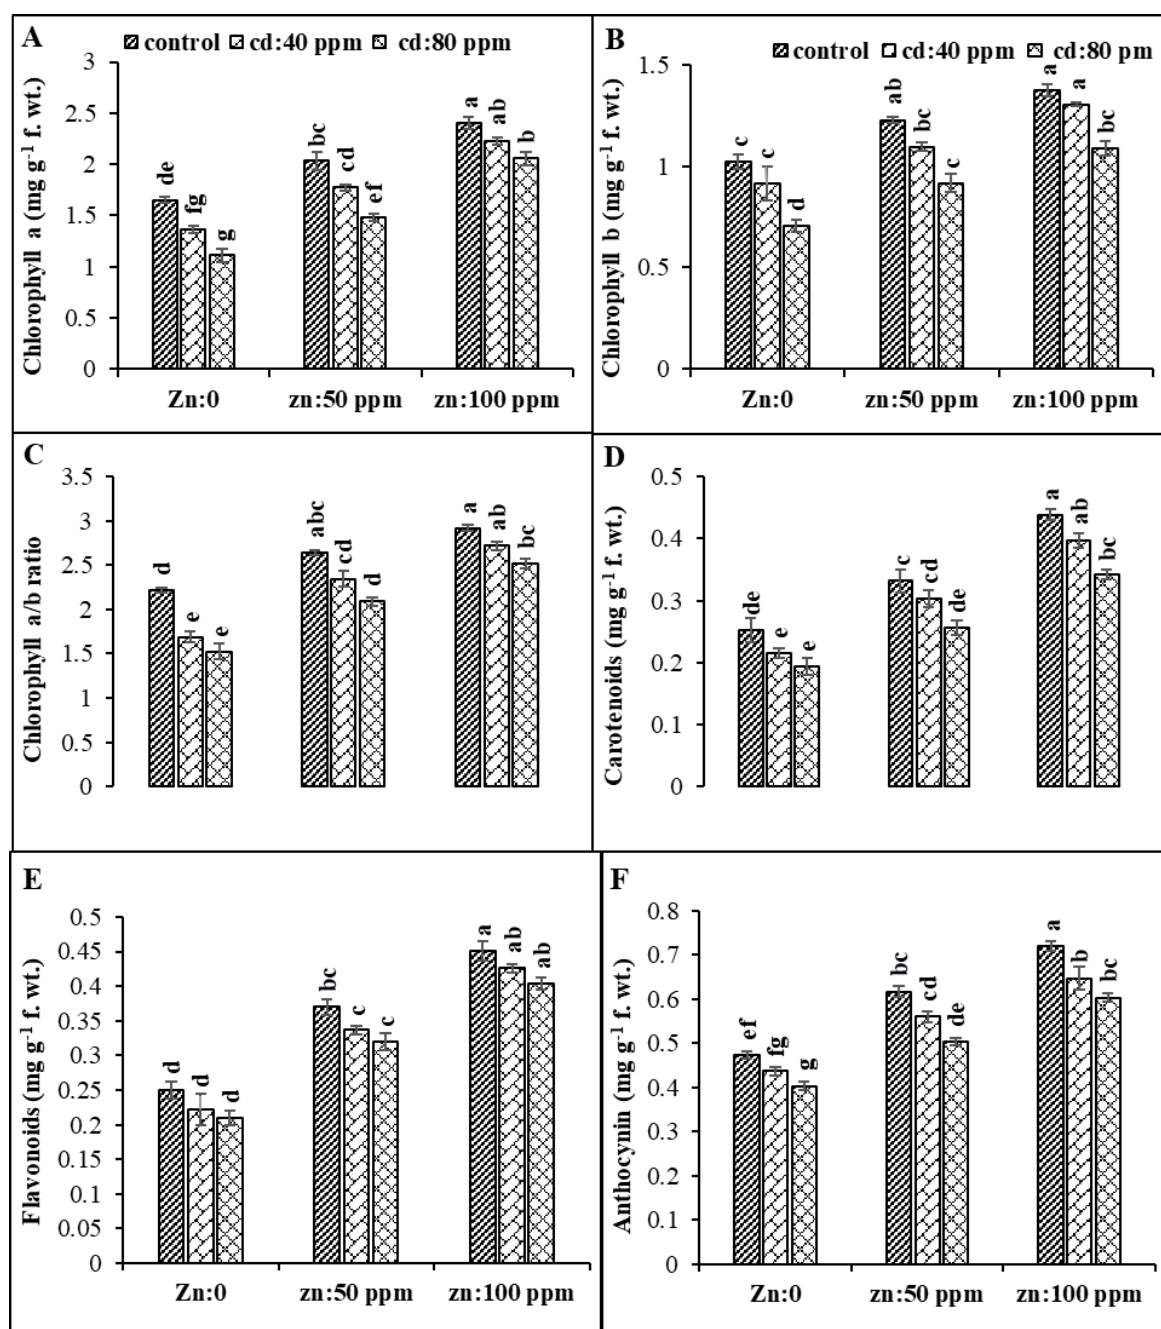 A
control cd:40 ppm cd:80 ppm
Chlorophyll a (mg g⁻¹ f. wt.)
3
2.5
2
1.5
1
0.5
0
de fg g
bc cd ef
a ab b
Zn:0 zn:50 ppm zn:100 ppm
B
control cd:40 ppm cd:80 pm
Chlorophyll b (mg g⁻¹ f. wt.)
1.5
1
0.5
0
c c d
ab bc c
a a bc
Zn:0 zn:50 ppm zn:100 ppm
C
Chlorophyll a/b ratio
3.5
3
2.5
2
1.5
1
0.5
0
d e e
abc cd d
a ab bc
D
Carotenoids (mg g⁻¹ f. wt.)
0.5
0.4
0.3
0.2
0.1
0
de e e
c cd de
a ab bc
E
Flavonoids (mg g⁻¹ f. wt.)
0.5
0.45
0.4
0.35
0.3
0.25
0.2
0.15
0.1
0.05
0
d d d
bc c c
a ab ab
Zn:0 zn:50 ppm zn:100 ppm
F
Anthocynin (mg g⁻¹ f. wt.)
0.8
0.7
0.6
0.5
0.4
0.3
0.2
0.1
0
ef fg g
bc cd de
a b bc
Zn:0 zn:50 ppm zn:100 ppm